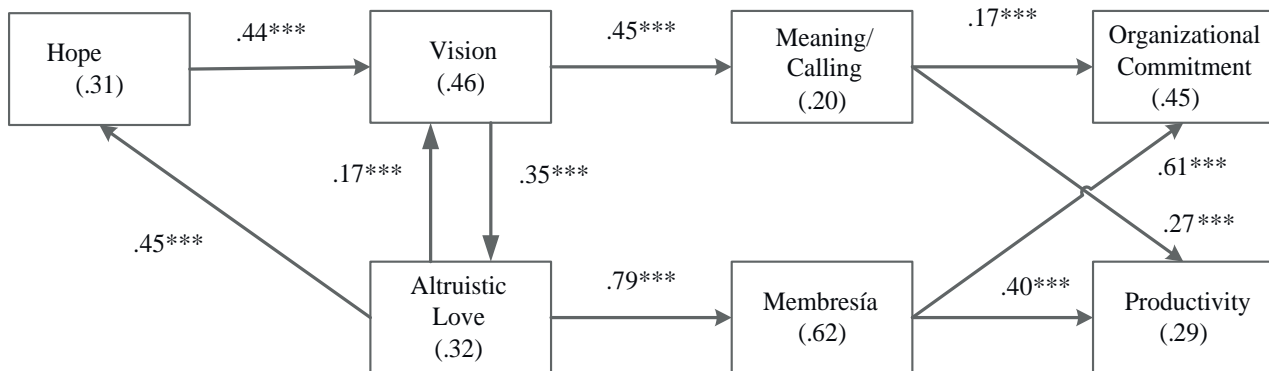 Hope
(.31)
.44***
Vision
(.46)
.45***
Meaning/
Calling
(.20)
.17***
Organizational
Commitment
(.45)
.17***
.35***
.61***
.45***
.27***
Altruistic
Love
(.32)
.79***
Membresía
(.62)
.40***
Productivity
(.29)